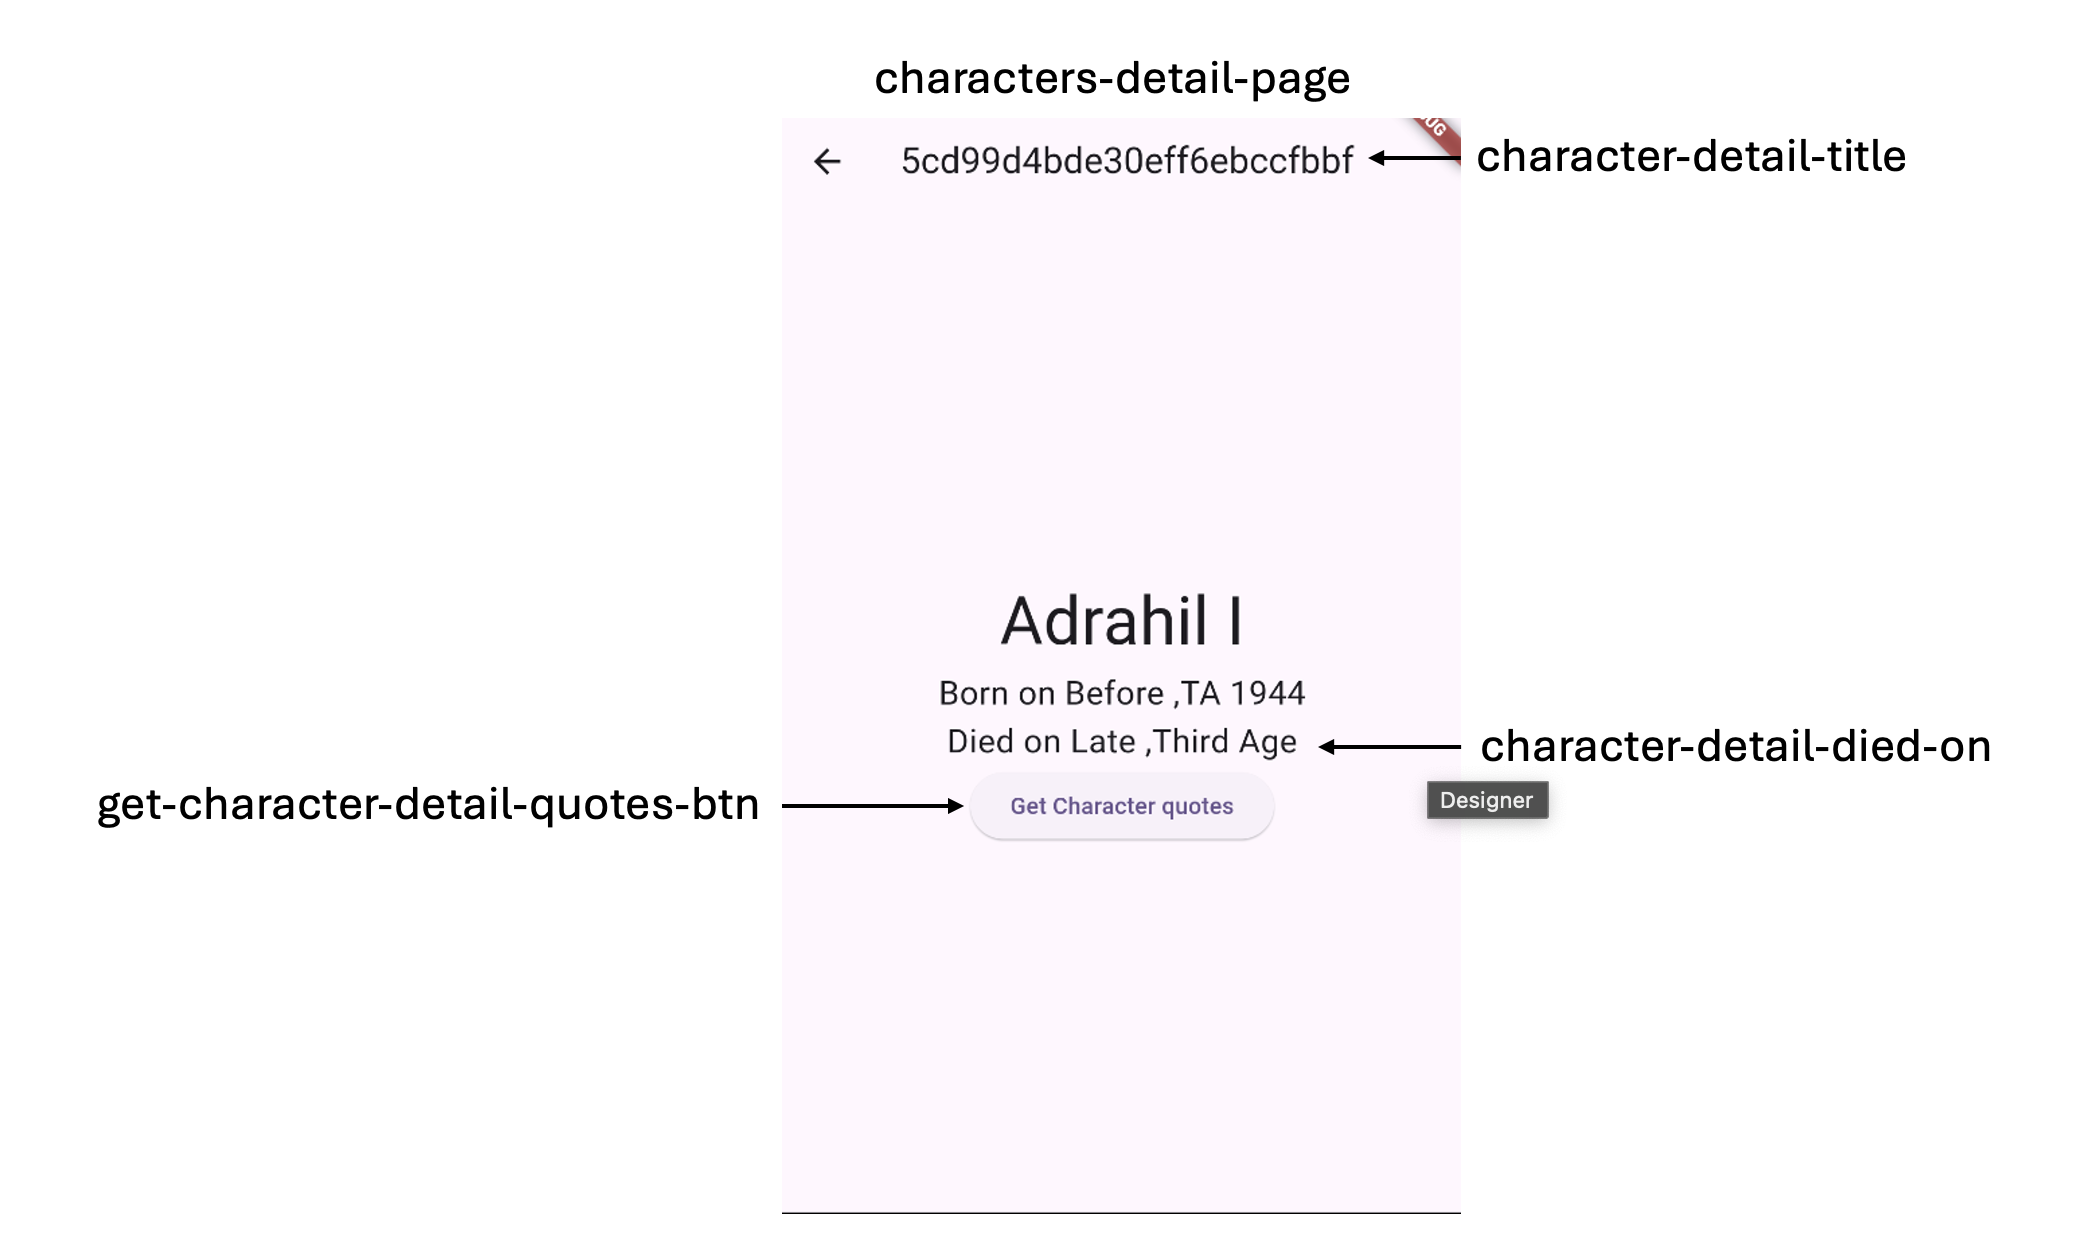 characters-detail-page
5cd99d4bde30eff6ebccfbbf
character-detail-title
Adrahil I
Born on Before ,TA 1944
Died on Late ,Third Age
character-detail-died-on
get-character-detail-quotes-btn
Get Character quotes
Designer